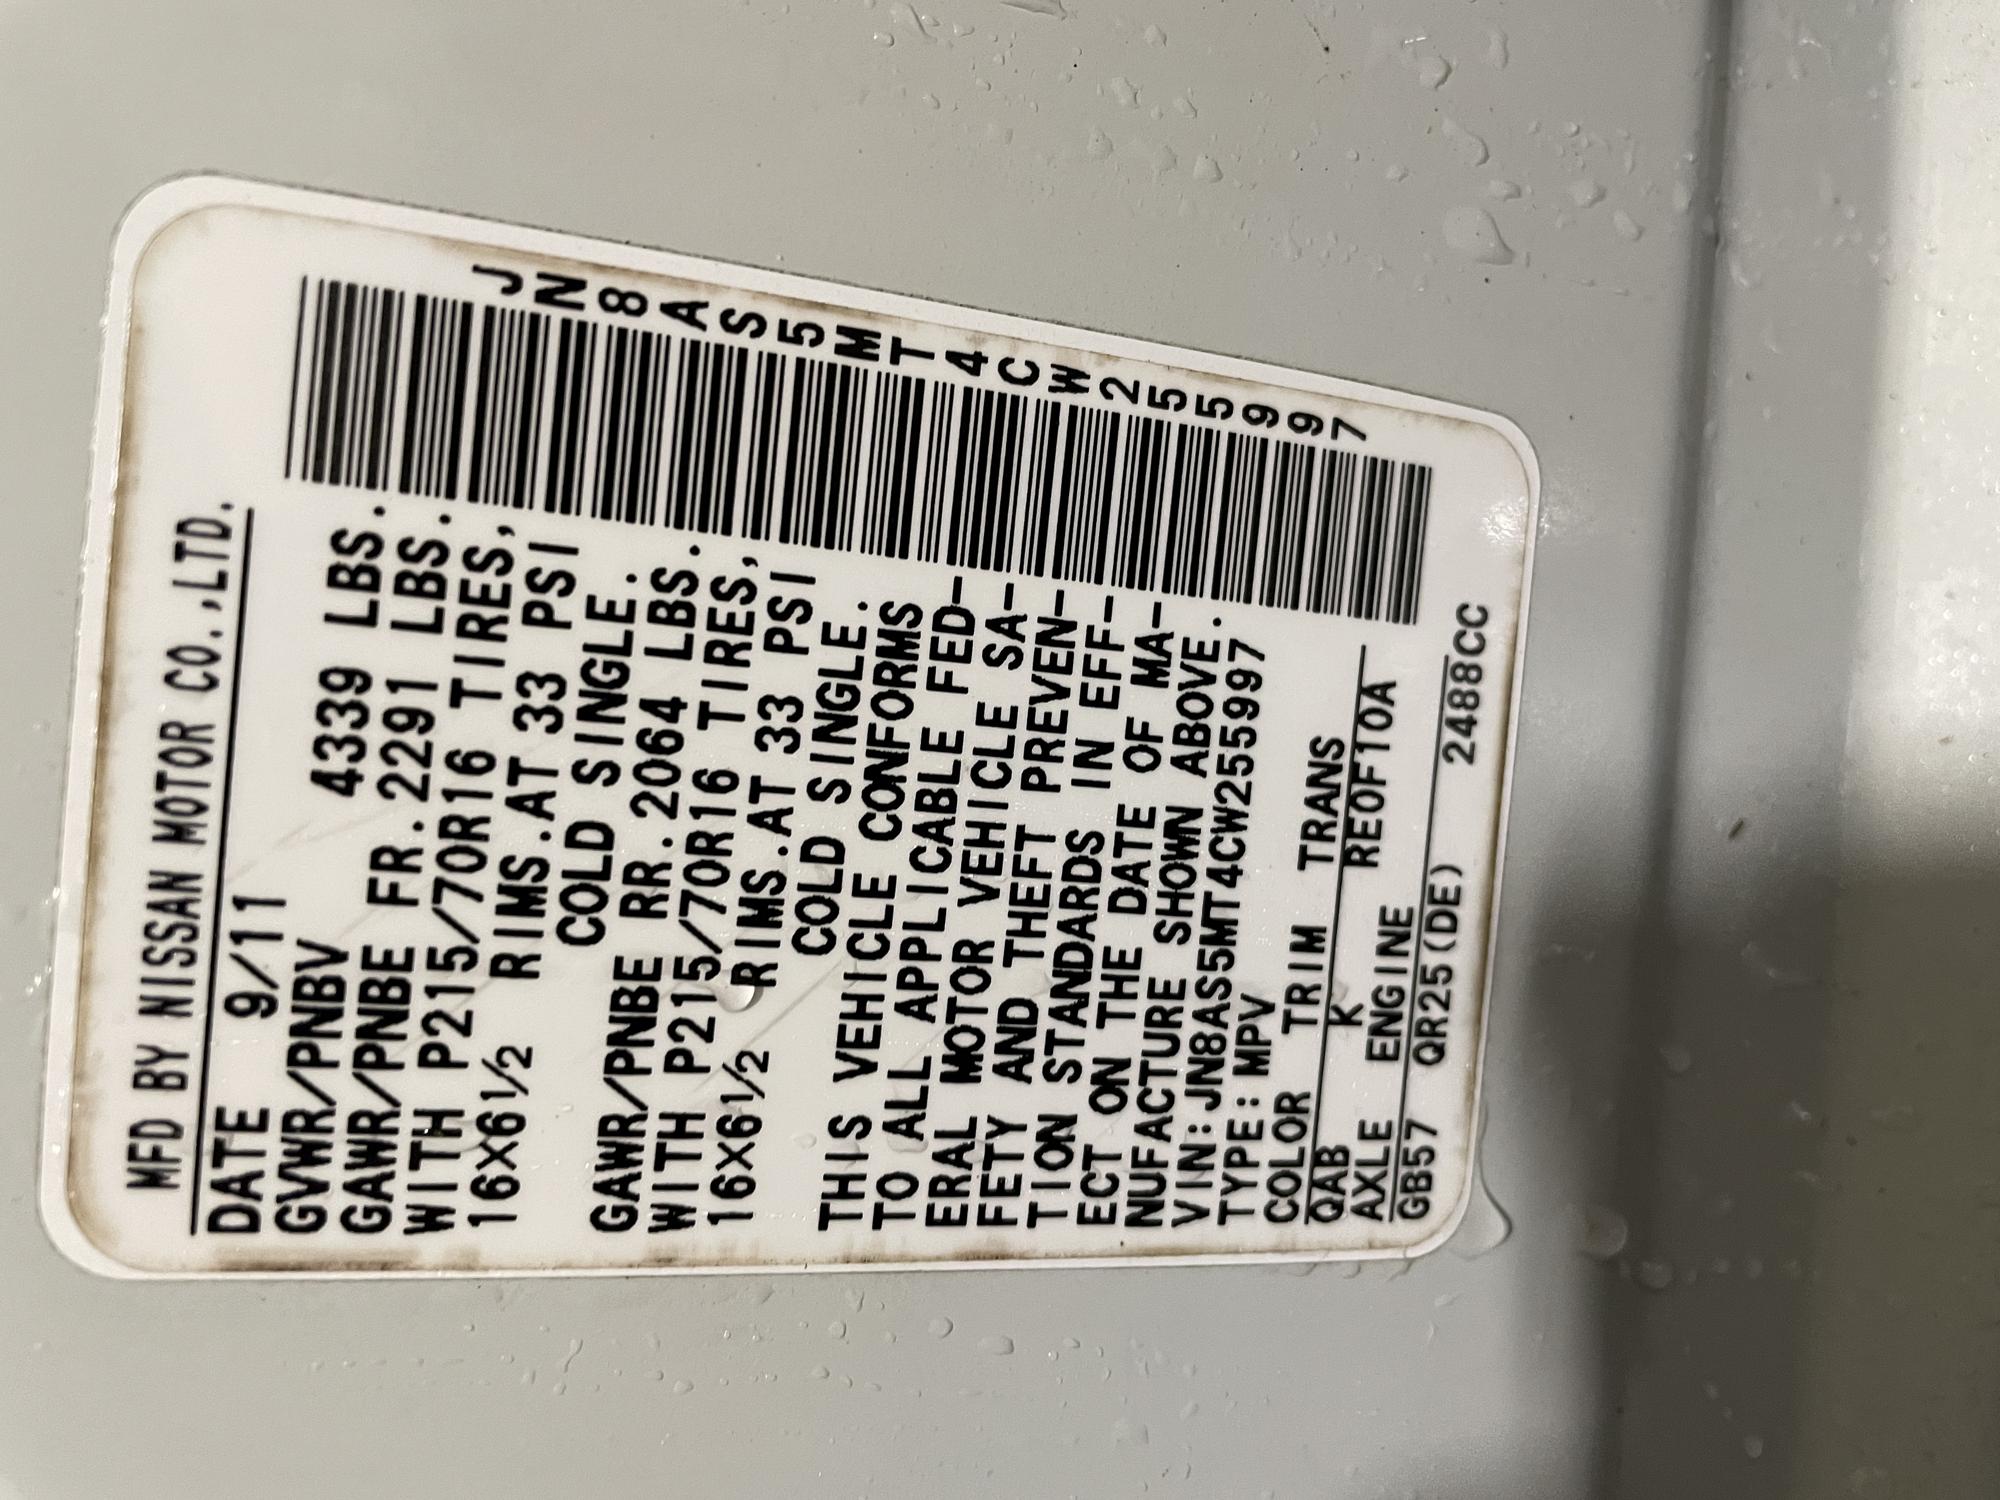 MFD BY NISSAN MOTOR CO.,LTD.
DATE 9/11
GVWR/PNBV 4339 LBS.
GAWR/PNBE FR.2291 LBS.
WITH P215/70R16 TIRES,
16X6½ RIMS.AT 33 PSI
COLD SINGLE.
GAWR/PNBE RR.2064 LBS.
WITH P215/70R16 TIRES,
16X6½ RIMS.AT 33 PSI
COLD SINGLE.
THIS VEHICLE CONFORMS
TO ALL APPLICABLE FED-
ERAL MOTOR VEHICLE SA-
FETY AND THEFT PREVEN-
TION STANDARDS IN EFF-
ECT ON THE DATE OF MA-
NUFACTURE SHOWN ABOVE.
VIN:JN8AS5MT4CW255997
TYPE:MPV
COLOR TRIM TRANS
QAB K RE0F10A
AXLE ENGINE
GB57 QR25(DE) 2488CC
JN8AS5MT4CW255997